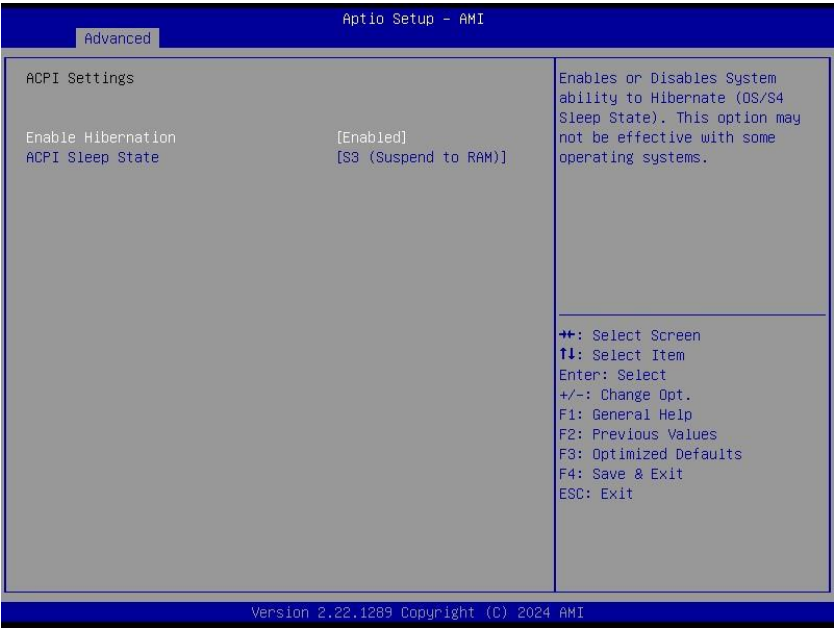 Aptio Setup - AMI
Advanced
ACPI Settings
Enable Hibernation [Enabled]
ACPI Sleep State [S3 (Suspend to RAM)]
Enables or Disables System
ability to Hibernate (OS/S4
Sleep State). This option may
not be effective with some
operating systems.
→←: Select Screen
↑↓: Select Item
Enter: Select
+/-: Change Opt.
F1: General Help
F2: Previous Values
F3: Optimized Defaults
F4: Save & Exit
ESC: Exit
Version 2.22.1289 Copyright (C) 2024 AMI